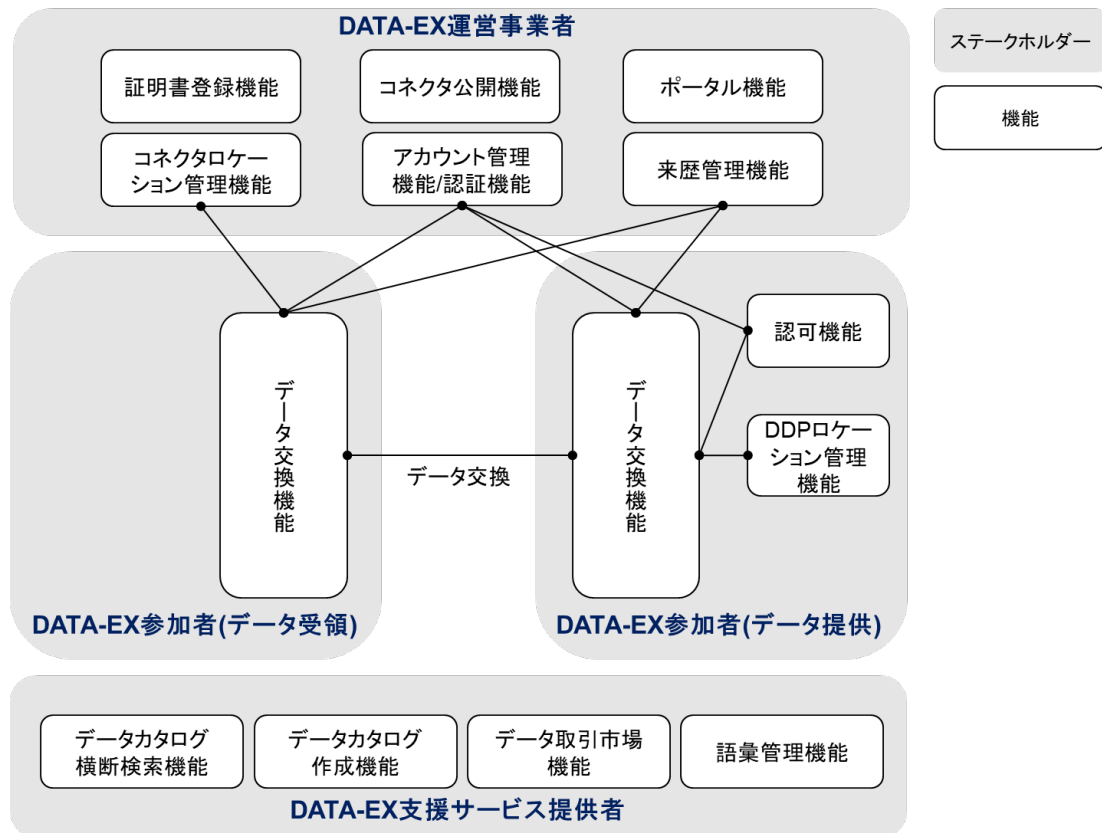 DATA-EX運営事業者
ステークホルダー
証明書登録機能
コネクタ公開機能
ポータル機能
機能
コネクタロケー
ション管理機能
アカウント管理
機能/認証機能
来歴管理機能
データ交換機能
データ交換
データ交換機能
認可機能
DDPロケー
ション管理
機能
DATA-EX参加者(データ受領)
DATA-EX参加者(データ提供)
データカタログ
横断検索機能
データカタログ
作成機能
データ取引市場
機能
語彙管理機能
DATA-EX支援サービス提供者